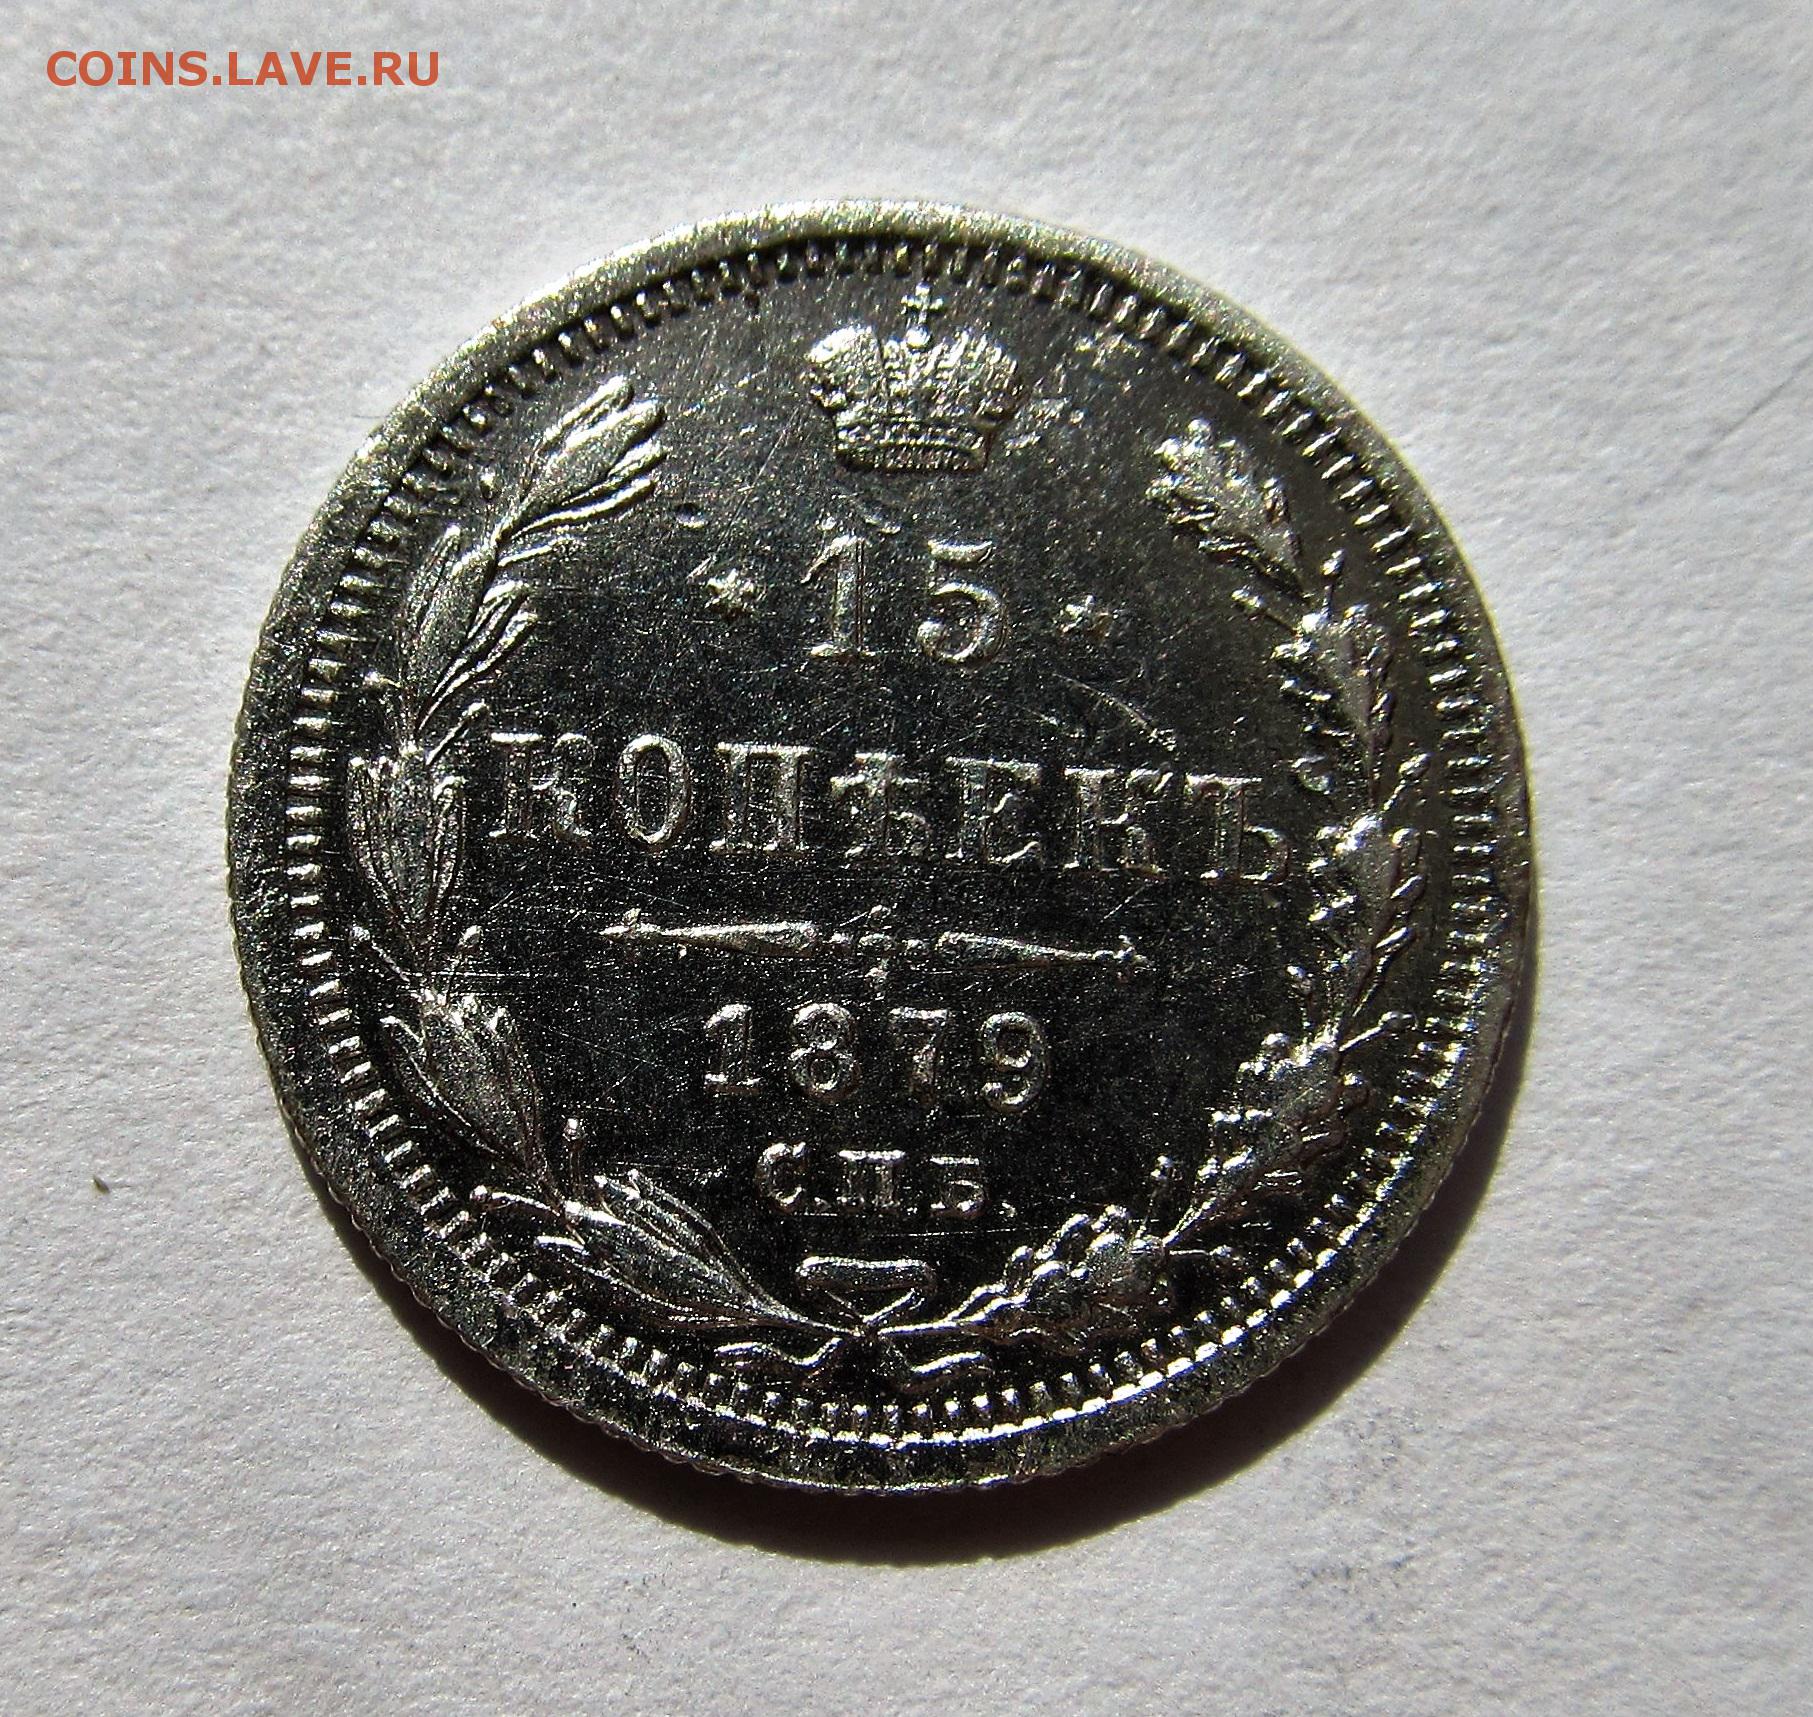 COINS.LAVE.RU
* 15 *
КОПѢЕКЪ
1879
С.П.Б.